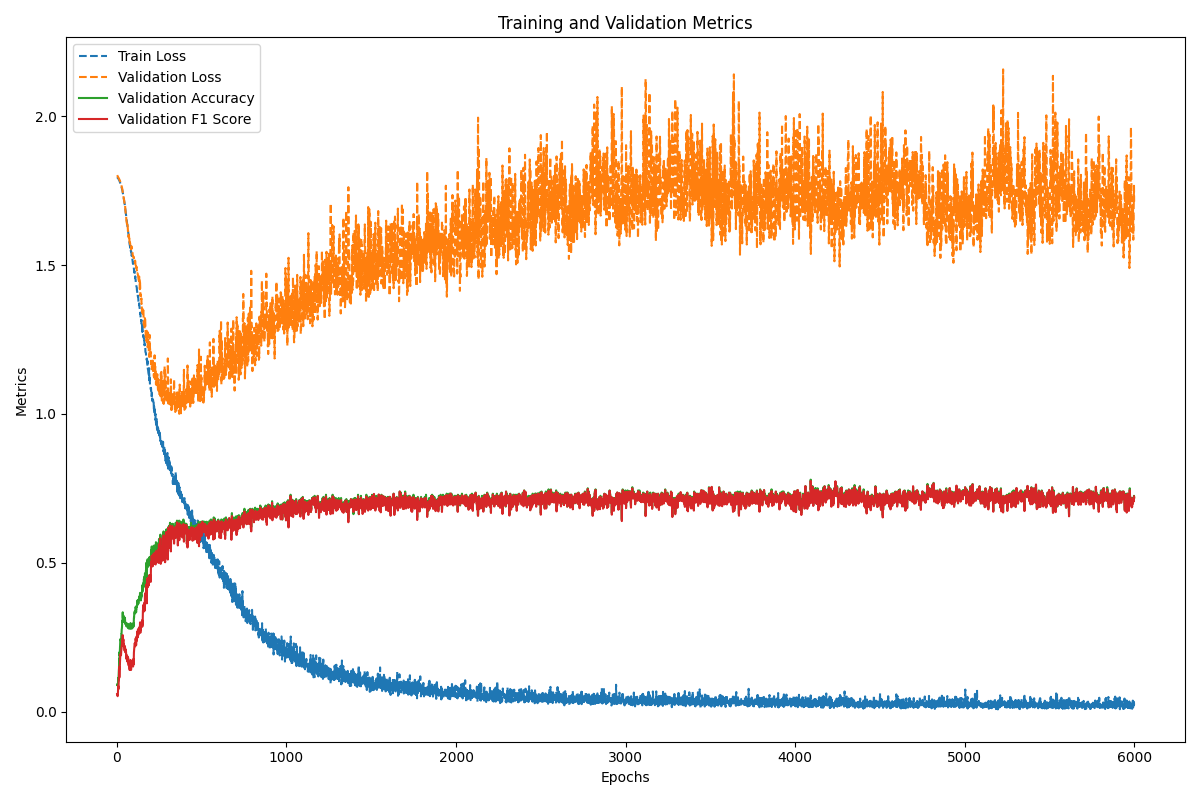 Training and Validation Metrics
Train Loss
Validation Loss
Validation Accuracy
Validation F1 Score
2.0
1.5
1.0
0.5
0.0
Metrics
0 1000 2000 3000 4000 5000 6000
Epochs